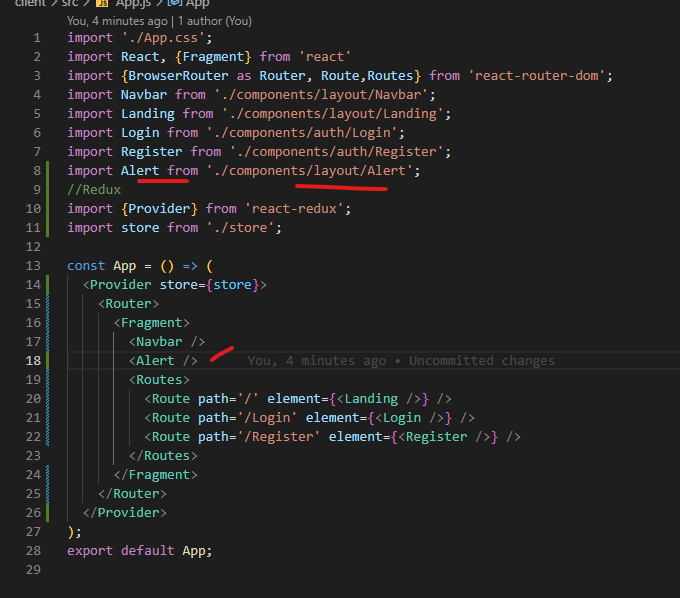 client > src > JS App.js > App
You, 4 minutes ago | 1 author (You)
1 import './App.css';
2 import React, {Fragment} from 'react'
3 import {BrowserRouter as Router, Route,Routes} from 'react-router-dom';
4 import Navbar from './components/layout/Navbar';
5 import Landing from './components/layout/Landing';
6 import Login from './components/auth/Login';
7 import Register from './components/auth/Register';
8 import Alert from './components/layout/Alert';
9 //Redux
10 import {Provider} from 'react-redux';
11 import store from './store';
12
13 const App = () => (
14 <Provider store={store}>
15 <Router>
16 <Fragment>
17 <Navbar />
18 <Alert /> You, 4 minutes ago • Uncommitted changes
19 <Routes>
20 <Route path='/' element={<Landing />} />
21 <Route path='/Login' element={<Login />} />
22 <Route path='/Register' element={<Register />} />
23 </Routes>
24 </Fragment>
25 </Router>
26 </Provider>
27 );
28 export default App;
29